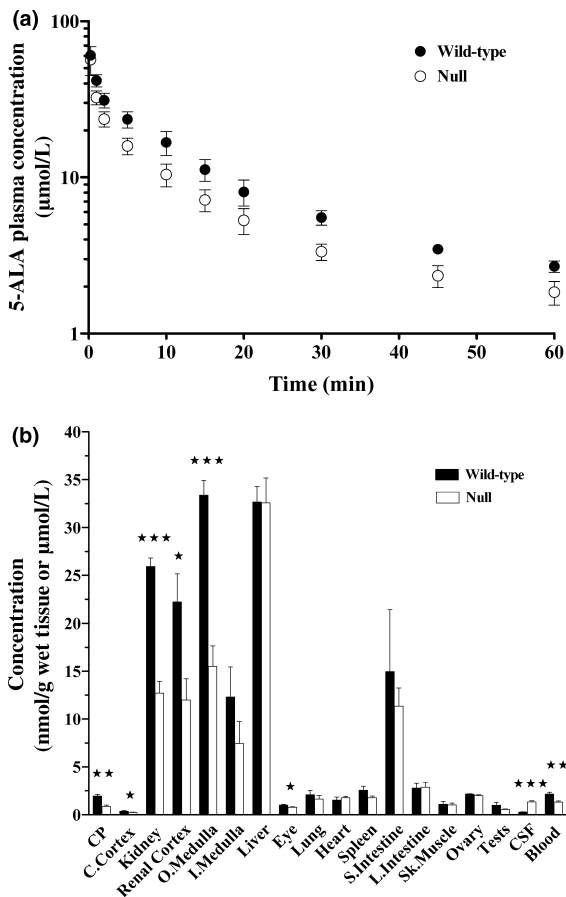 (a)
100
10
1
5-ALA plasma concentration
(µmol/L)
Wild-type
Null
0 10 20 30 40 50 60
Time (min)
(b)
40
35
30
25
20
15
10
5
0
Concentration
(nmol/g wet tissue or µmol/L)
Wild-type
Null
★★
★
★★★
★
★★★
★
★★★
★★
CP
C.Cortex
Kidney
Renal Cortex
O.Medulla
I.Medulla
Liver
Eye
Lung
Heart
Spleen
S.Intestine
L.Intestine
Sk.Muscle
Ovary
Tests
CSF
Blood